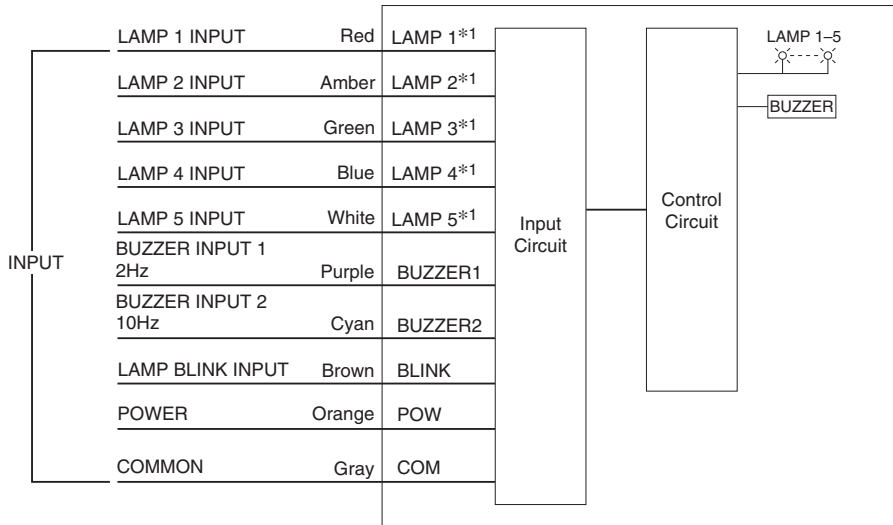 LAMP 1 INPUT Red LAMP 1*1
LAMP 2 INPUT Amber LAMP 2*1
LAMP 3 INPUT Green LAMP 3*1
LAMP 4 INPUT Blue LAMP 4*1
LAMP 5 INPUT White LAMP 5*1
BUZZER INPUT 1
2Hz Purple BUZZER1
BUZZER INPUT 2
10Hz Cyan BUZZER2
LAMP BLINK INPUT Brown BLINK
POWER Orange POW
COMMON Gray COM
INPUT
Input
Circuit
Control
Circuit
LAMP 1–5
BUZZER